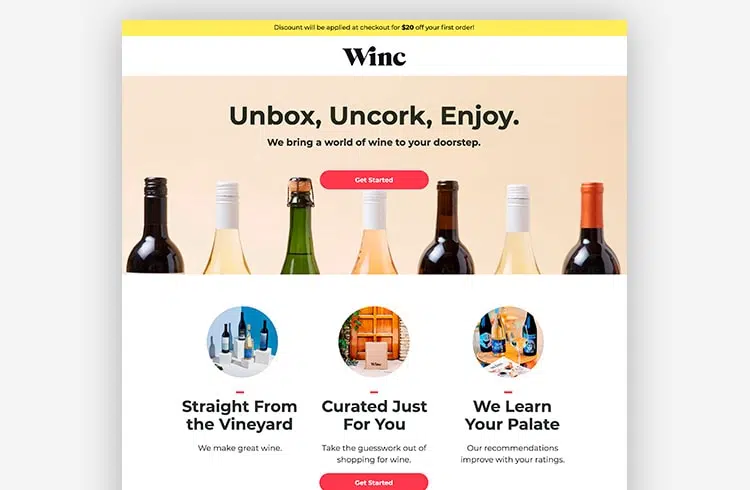 Discount will be applied at checkout for $20 off your first order!
Winc
Unbox, Uncork, Enjoy.
We bring a world of wine to your doorstep.
Get Started
Winc
Straight From
the Vineyard
We make great wine.
Curated Just
For You
Take the guesswork out of
shopping for wine.
We Learn
Your Palate
Our recommendations
improve with your ratings.
Get Started